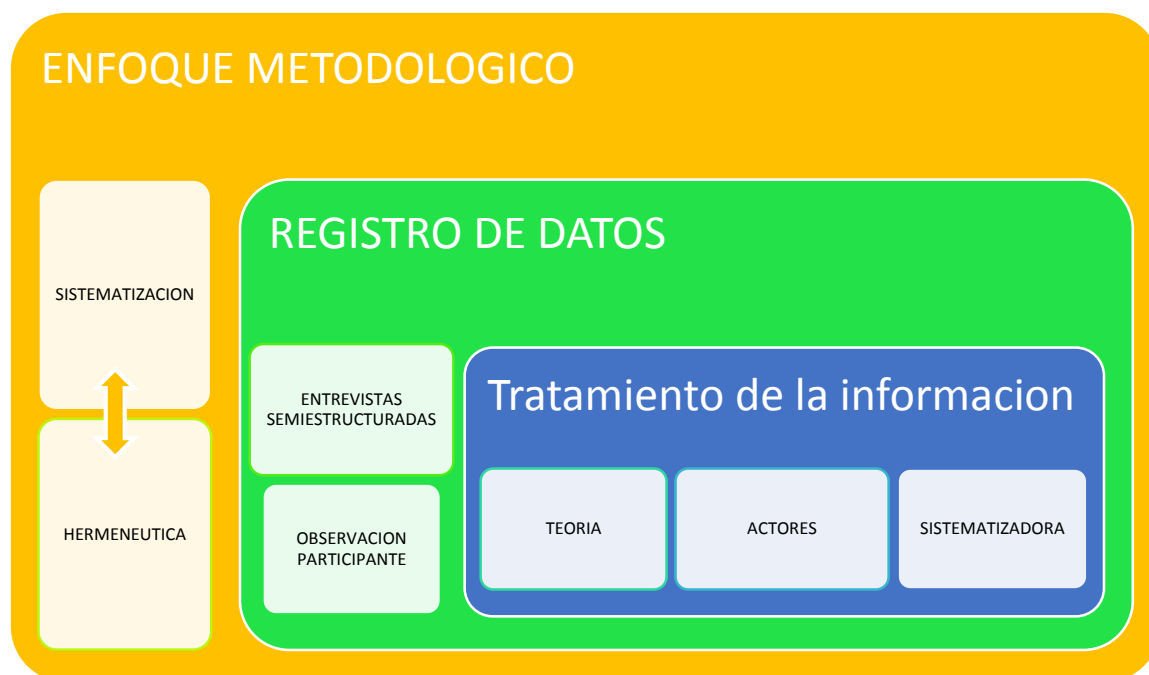 ENFOQUE METODOLOGICO
SISTEMATIZACION
HERMENEUTICA
REGISTRO DE DATOS
ENTREVISTAS
SEMIESTRUCTURADAS
OBSERVACION
PARTICIPANTE
Tratamiento de la informacion
TEORIA
ACTORES
SISTEMATIZADORA